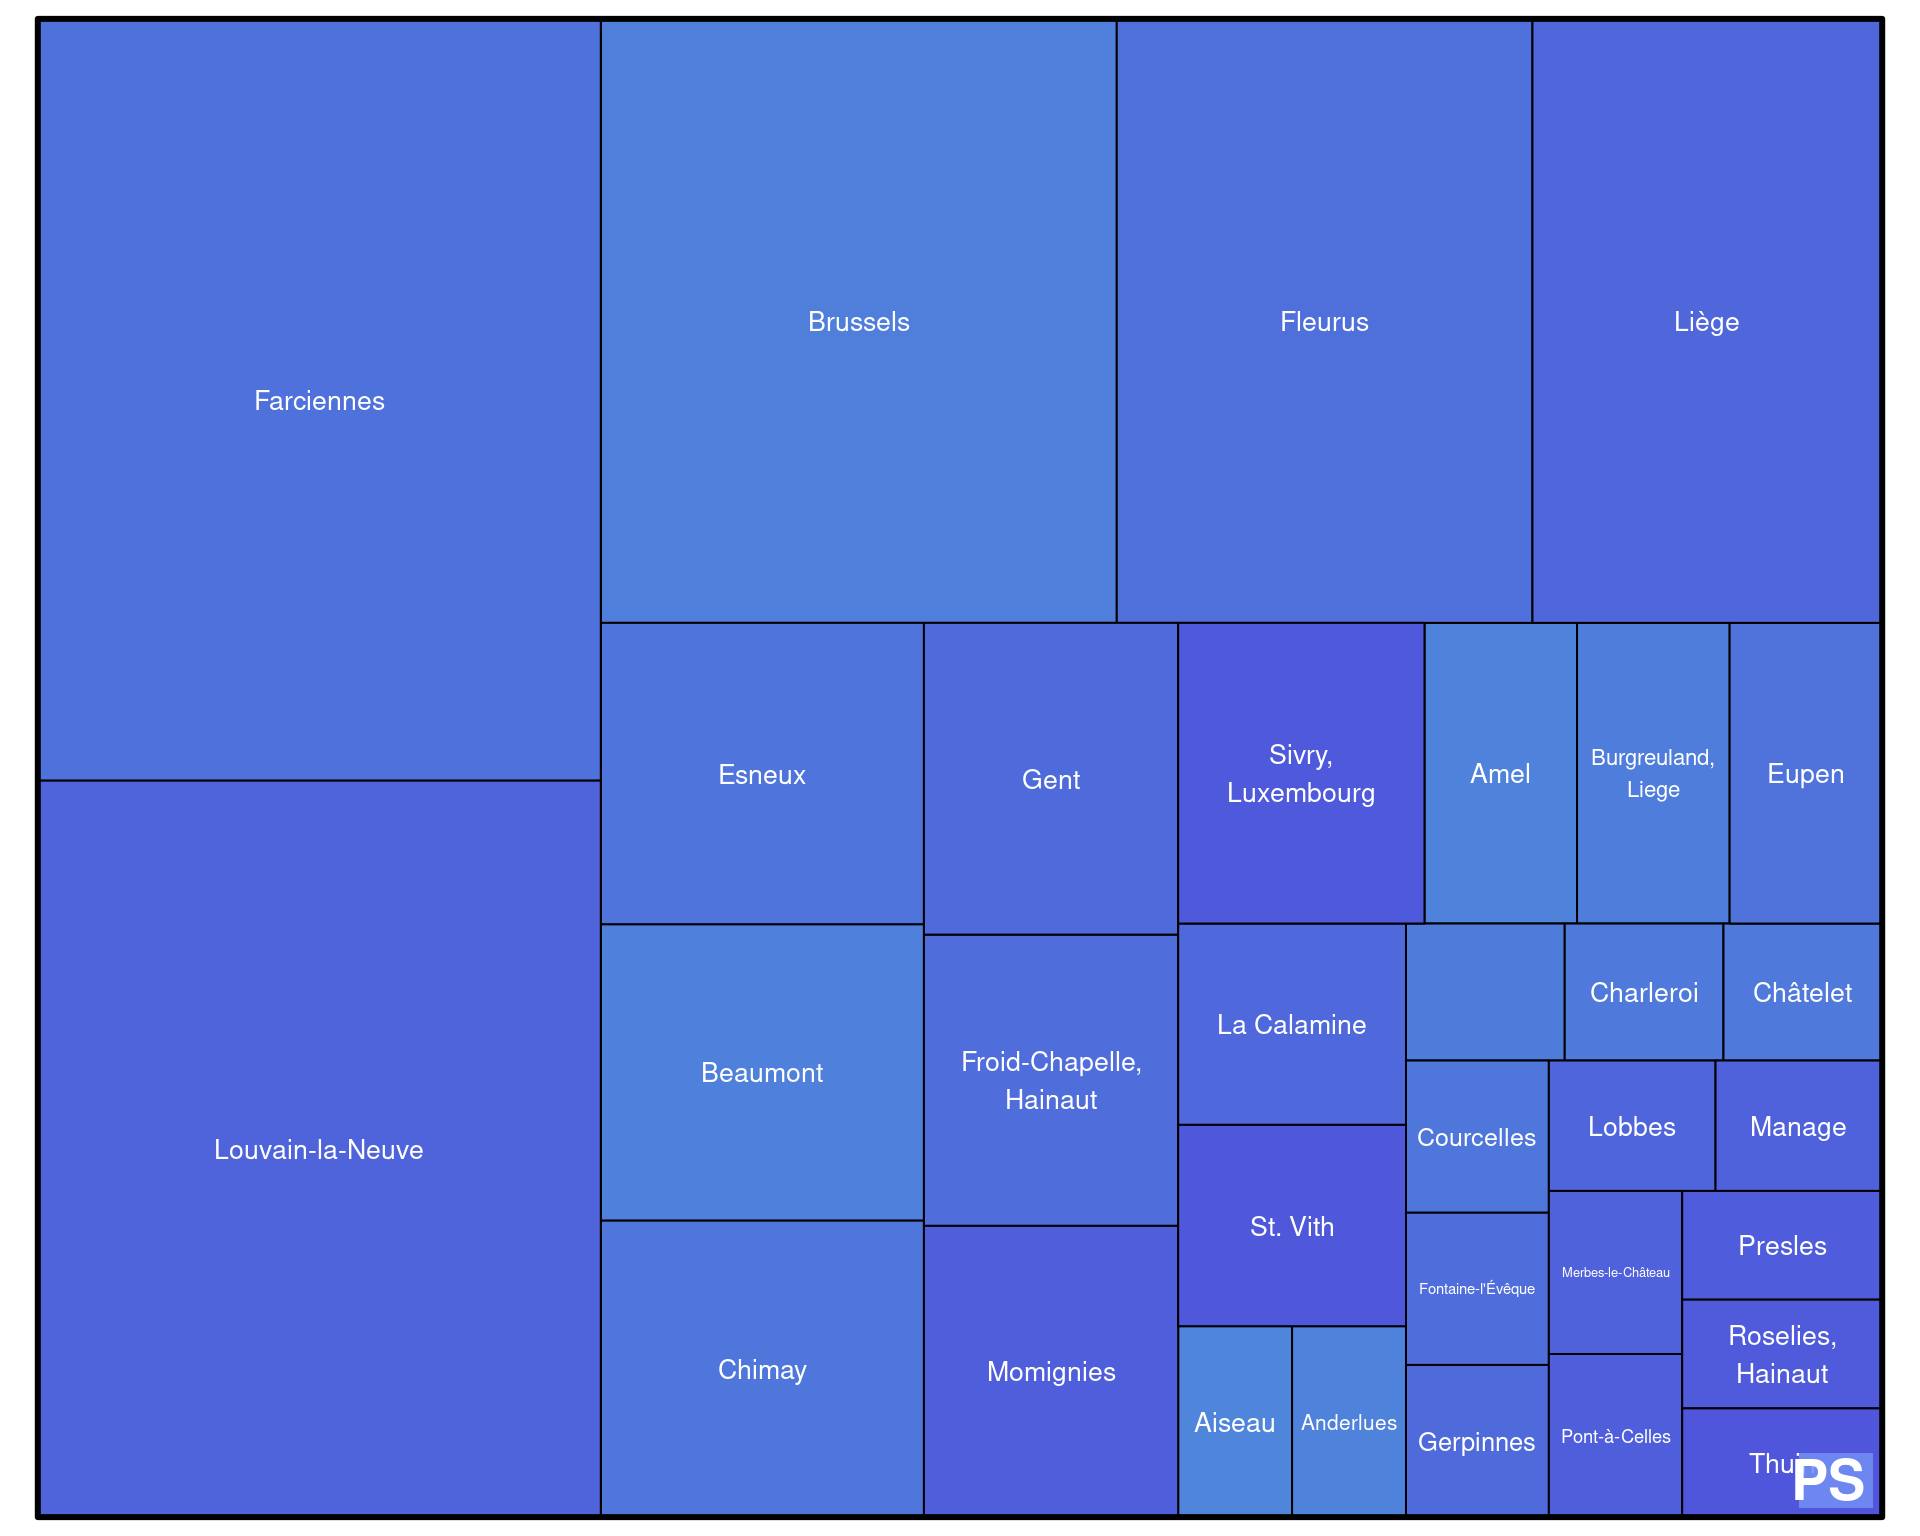 Farciennes
Brussels
Fleurus
Liège
Louvain-la-Neuve
Esneux
Gent
Sivry,
Luxembourg
Amel
Burgreuland,
Liege
Eupen
Beaumont
Froid-Chapelle,
Hainaut
La Calamine
Charleroi
Châtelet
Courcelles
Lobbes
Manage
Chimay
Momignies
St. Vith
Fontaine-l'Évêque
Merbes-le-Château
Presles
Roselies,
Hainaut
Aiseau
Anderlues
Gerpinnes
Pont-à-Celles
PS